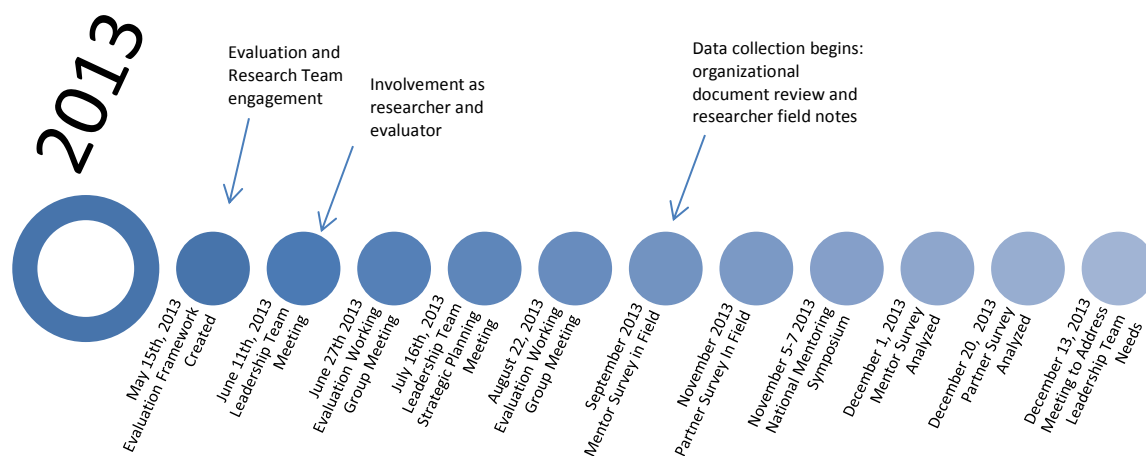 2013
Evaluation and
Research Team
engagement
Involvement as
researcher and
evaluator
Data collection begins:
organizational
document review and
researcher field notes
May 15th, 2013
Evaluation Framework
Created
June 11th, 2013
Leadership Team
Meeting
June 27th 2013
Evaluation Working
Group Meeting
July 16th, 2013
Leadership Team
Strategic Planning
Meeting
August 22, 2013
Evaluation Working
Group Meeting
September 2013
Mentor Survey in Field
November 2013
Partner Survey In Field
November 5-7 2013
National Mentoring
Symposium
December 1, 2013
Mentor Survey
Analyzed
December 20, 2013
Partner Survey
Analyzed
December 13, 2013
Meeting to Address
Leadership Team
Needs